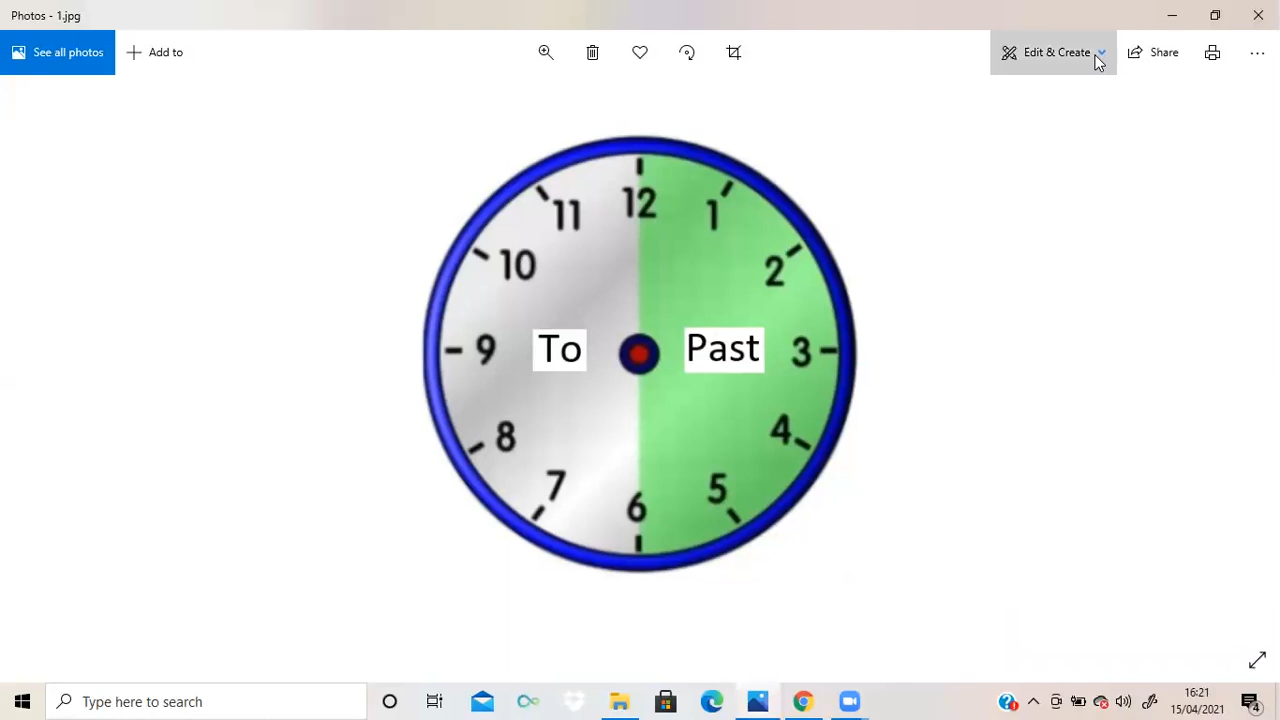 Photos - 1.jpg
See all photos
Add to
Edit & Create
Share
12
11
1
10
2
To
Past
9
3
8
4
7
5
6
Type here to search
16:21
15/04/2021
4